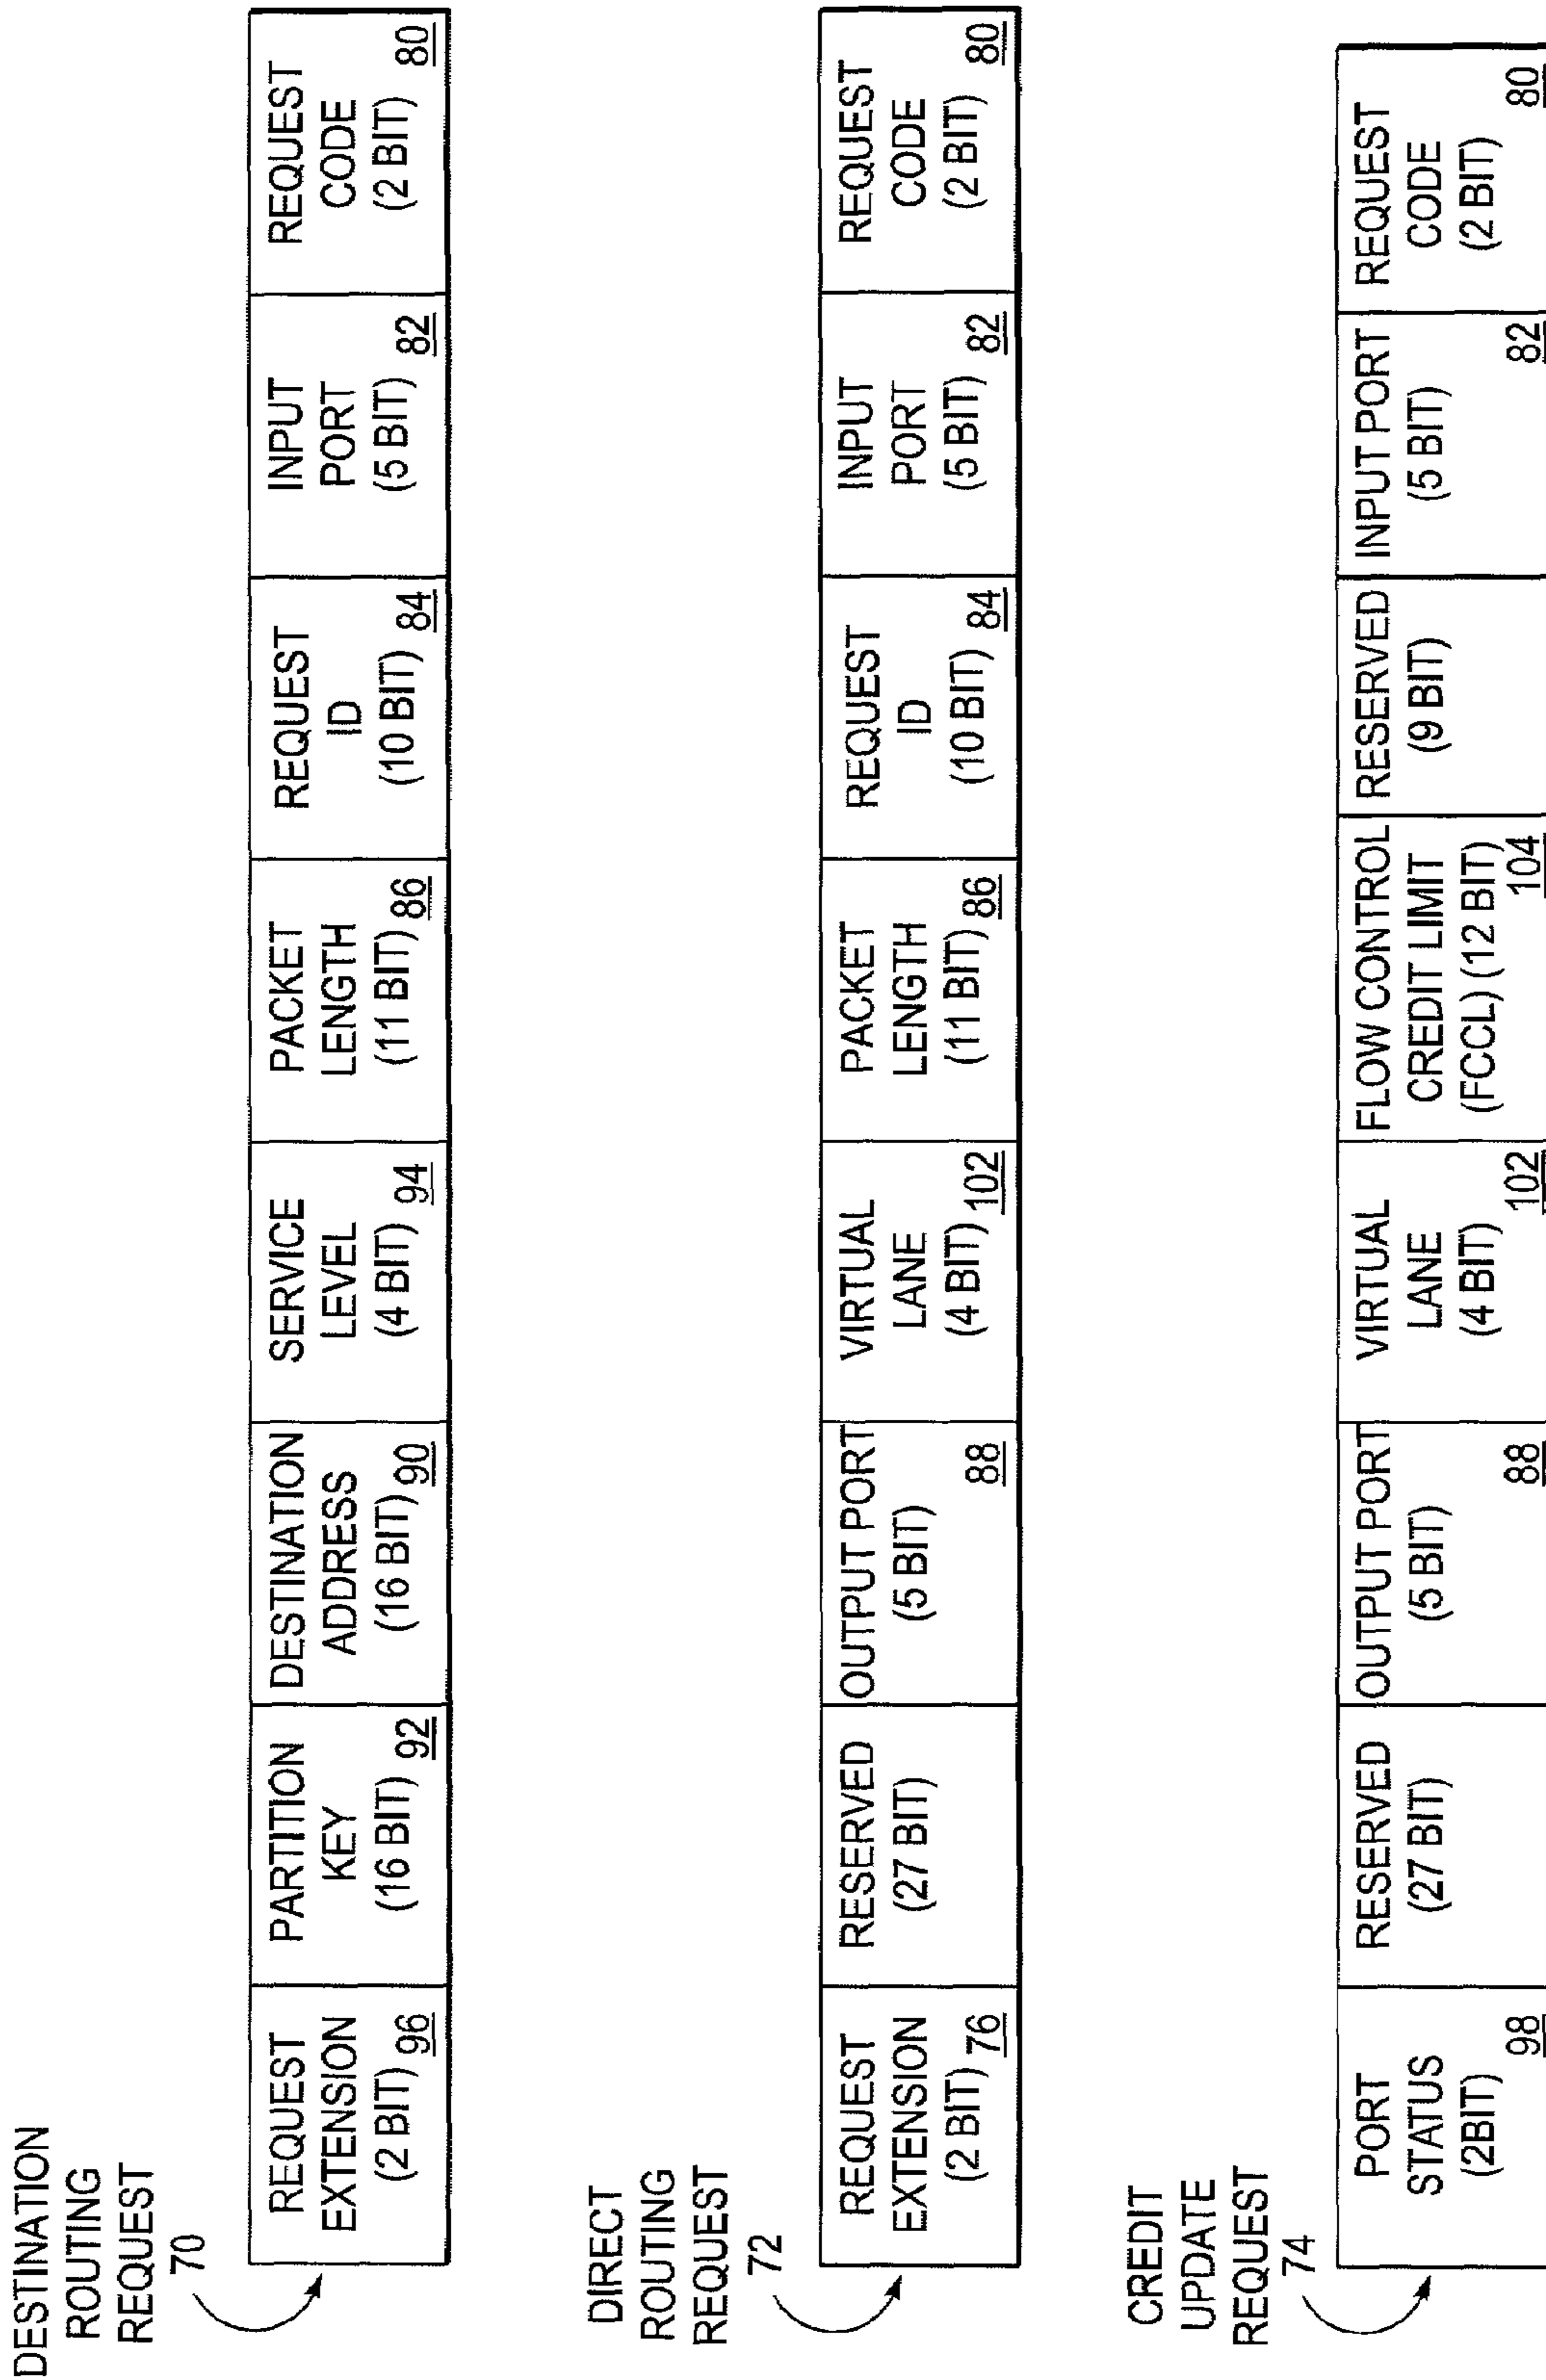 DESTINATION
ROUTING
REQUEST
70
REQUEST
EXTENSION
(2 BIT) 96
PARTITION
KEY
(16 BIT) 92
DESTINATION
ADDRESS
(16 BIT) 90
SERVICE
LEVEL
(4 BIT) 94
PACKET
LENGTH
(11 BIT) 86
REQUEST
ID
(10 BIT) 84
INPUT
PORT
(5 BIT) 82
REQUEST
CODE
(2 BIT) 80
DIRECT
ROUTING
REQUEST
72
REQUEST
EXTENSION
(2 BIT) 76
RESERVED
(27 BIT)
OUTPUT PORT
(5 BIT)
88
VIRTUAL
LANE
(4 BIT) 102
PACKET
LENGTH
(11 BIT) 86
REQUEST
ID
(10 BIT) 84
INPUT
PORT
(5 BIT) 82
REQUEST
CODE
(2 BIT) 80
CREDIT
UPDATE
REQUEST
74
PORT
STATUS
(2BIT)
98
RESERVED
(27 BIT)
OUTPUT PORT
(5 BIT)
88
VIRTUAL
LANE
(4 BIT)
102
FLOW CONTROL
CREDIT LIMIT
(FCCL) (12 BIT)
104
RESERVED
(9 BIT)
INPUT PORT
(5 BIT)
82
REQUEST
CODE
(2 BIT)
80